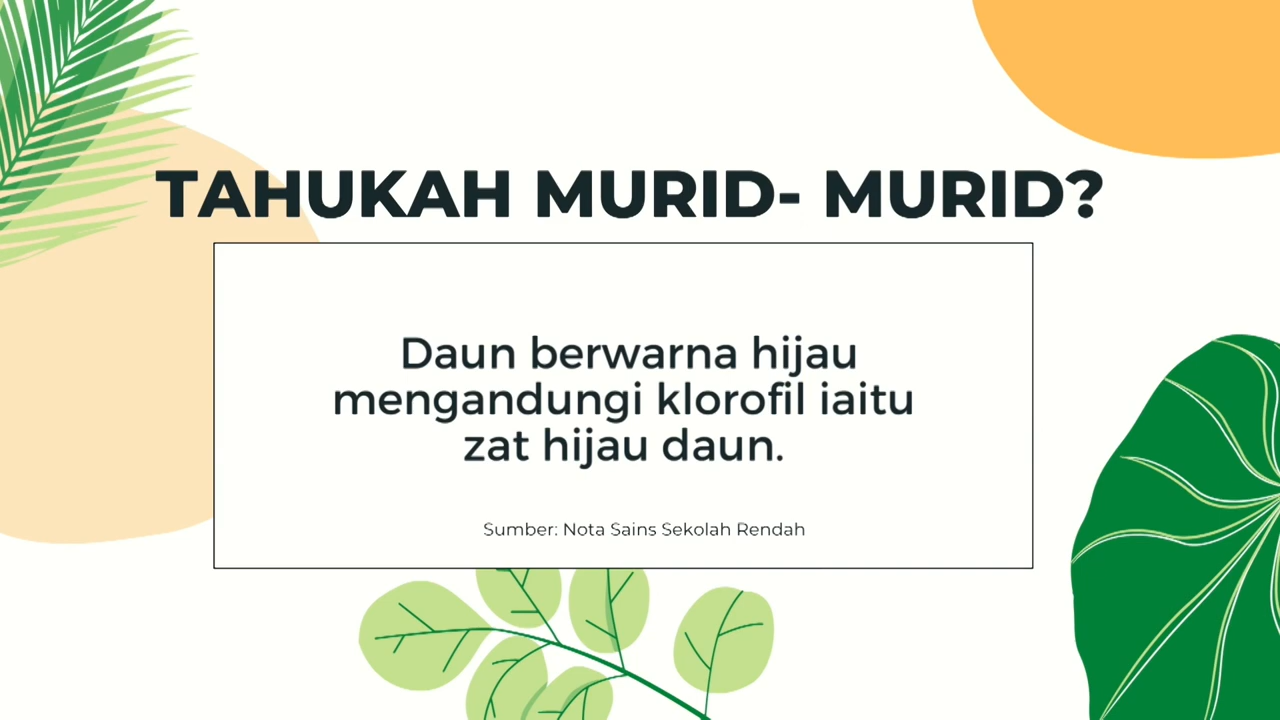 TAHUKAH MURID- MURID?
Daun berwarna hijau
mengandungi klorofil iaitu
zat hijau daun.
Sumber: Nota Sains Sekolah Rendah